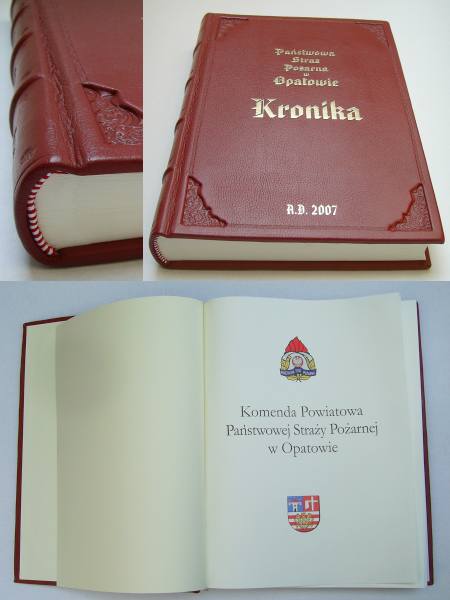 Państwowa
Straż
Pożarna
w
Opatowie
Kronika
A.D. 2007
Komenda Powiatowa
Państwowej Straży Pożarnej
w Opatowie